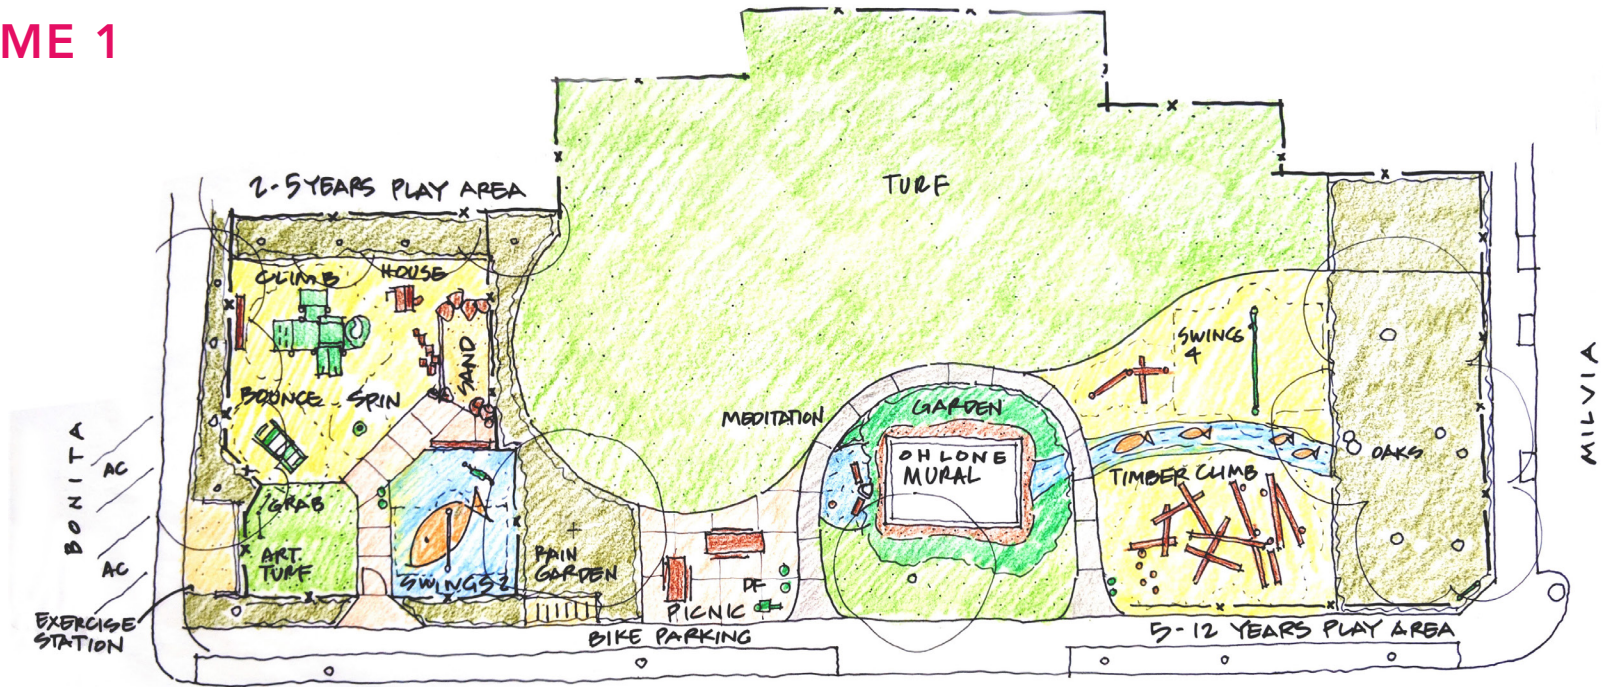 ME 1
2-5 YEARS PLAY AREA
TURF
CLIMB
HOUSE
SAND
BOUNCE
SPIN
SWINGS
4
MEDITATION
GARDEN
OHLONE
MURAL
TIMBER CLIMB
OAKS
MILVIA
BONITA
AC
AC
GRAB
ART.
TURF
SWINGS 2
RAIN
GARDEN
DF
PICNIC
EXERCISE
STATION
BIKE PARKING
5-12 YEARS PLAY AREA